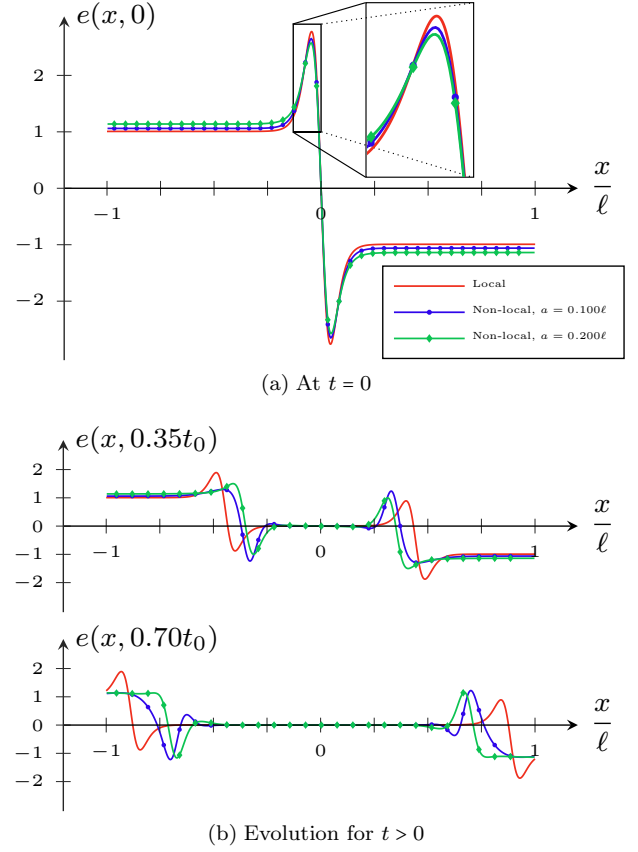 e(x, 0)
2
1
0
−1
−2
−1
0
1
x/ℓ
Local
Non-local, a = 0.100ℓ
Non-local, a = 0.200ℓ
(a) At t = 0
e(x, 0.35t₀)
2
1
0
−1
−2
−1
0
1
x/ℓ
e(x, 0.70t₀)
2
1
0
−1
−2
−1
0
1
x/ℓ
(b) Evolution for t > 0